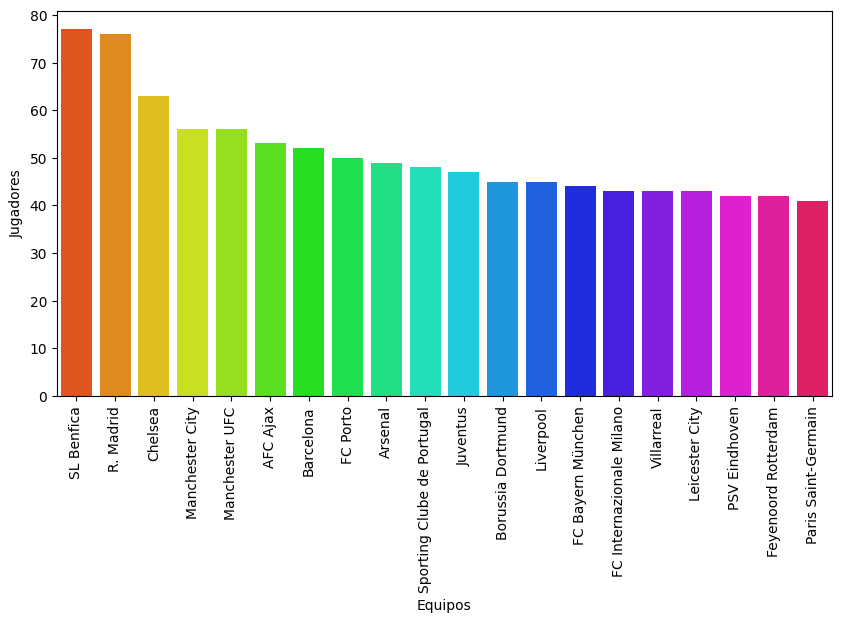 80
70
60
50
40
30
20
10
0
Jugadores
SL Benfica
R. Madrid
Chelsea
Manchester City
Manchester UFC
AFC Ajax
Barcelona
FC Porto
Arsenal
Sporting Clube de Portugal
Juventus
Borussia Dortmund
Liverpool
FC Bayern München
FC Internazionale Milano
Villarreal
Leicester City
PSV Eindhoven
Feyenoord Rotterdam
Paris Saint-Germain
Equipos